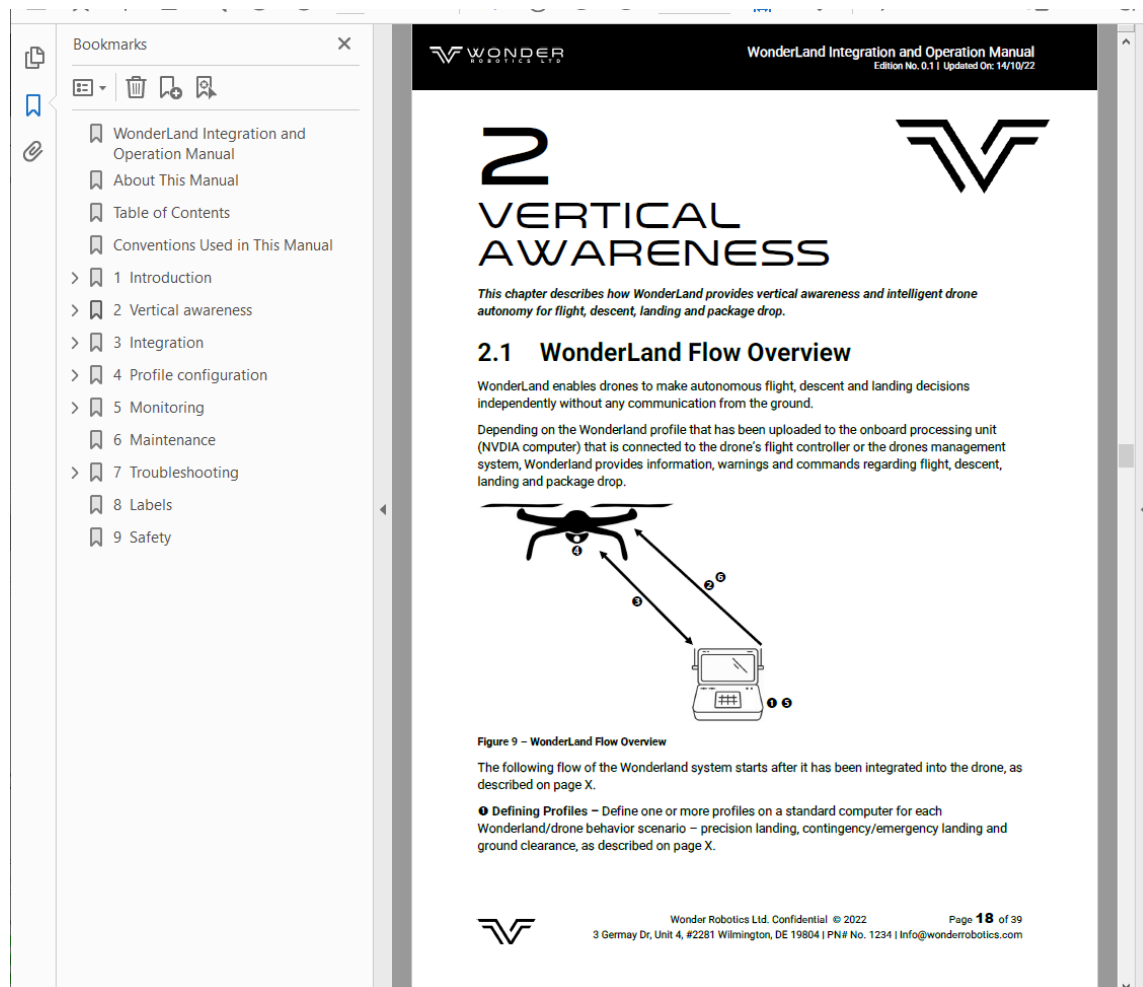 Bookmarks
WonderLand Integration and
Operation Manual
About This Manual
Table of Contents
Conventions Used in This Manual
1 Introduction
2 Vertical awareness
3 Integration
4 Profile configuration
5 Monitoring
6 Maintenance
7 Troubleshooting
8 Labels
9 Safety
WONDER
ROBOTICS LTD
WonderLand Integration and Operation Manual
Edition No. 0.1 | Updated On: 14/10/22
2
VERTICAL
AWARENESS
This chapter describes how WonderLand provides vertical awareness and intelligent drone
autonomy for flight, descent, landing and package drop.
2.1 WonderLand Flow Overview
WonderLand enables drones to make autonomous flight, descent and landing decisions
independently without any communication from the ground.
Depending on the Wonderland profile that has been uploaded to the onboard processing unit
(NVDIA computer) that is connected to the drone's flight controller or the drones management
system, Wonderland provides information, warnings and commands regarding flight, descent,
landing and package drop.
❹
❷ ❻
❸
❶ ❺
Figure 9 – WonderLand Flow Overview
The following flow of the Wonderland system starts after it has been integrated into the drone, as
described on page X.
❶ Defining Profiles – Define one or more profiles on a standard computer for each
Wonderland/drone behavior scenario – precision landing, contingency/emergency landing and
ground clearance, as described on page X.
Wonder Robotics Ltd. Confidential © 2022 Page 18 of 39
3 Germay Dr, Unit 4, #2281 Wilmington, DE 19804 | PN# No. 1234 | Info@wonderrobotics.com